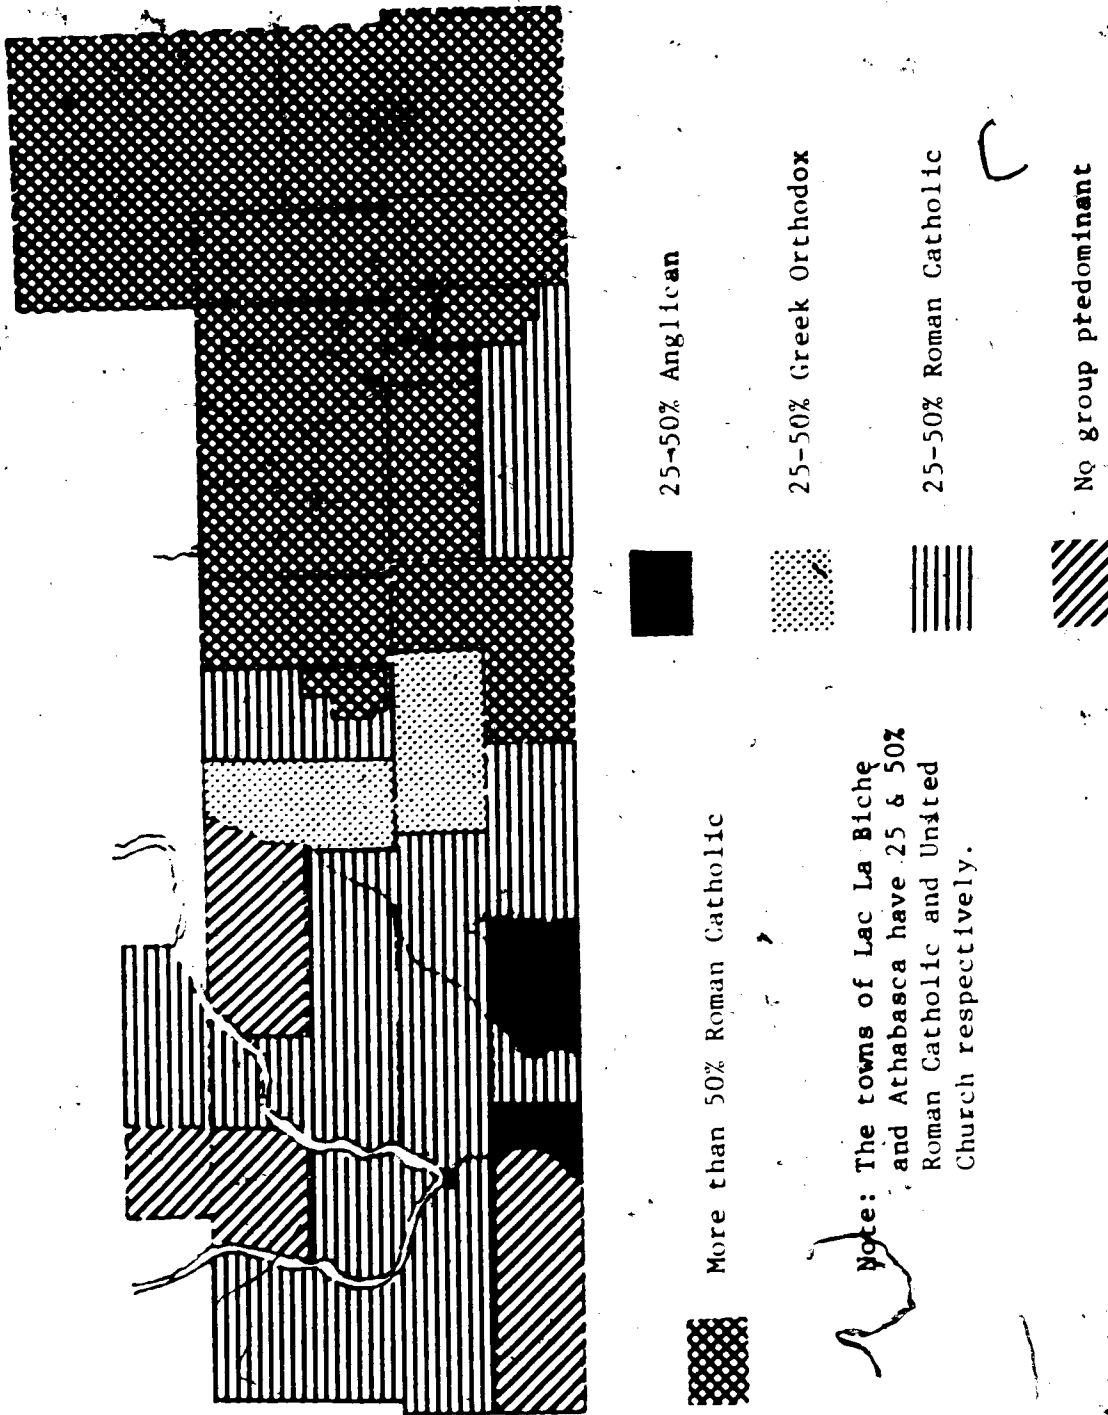 More than 50% Roman Catholic
Note: The towns of Lac La Biche
and Athabasca have 25 & 50%
Roman Catholic and United
Church respectively.
25-50% Anglican
25-50% Greek Orthodox
25-50% Roman Catholic
No group ptedominant